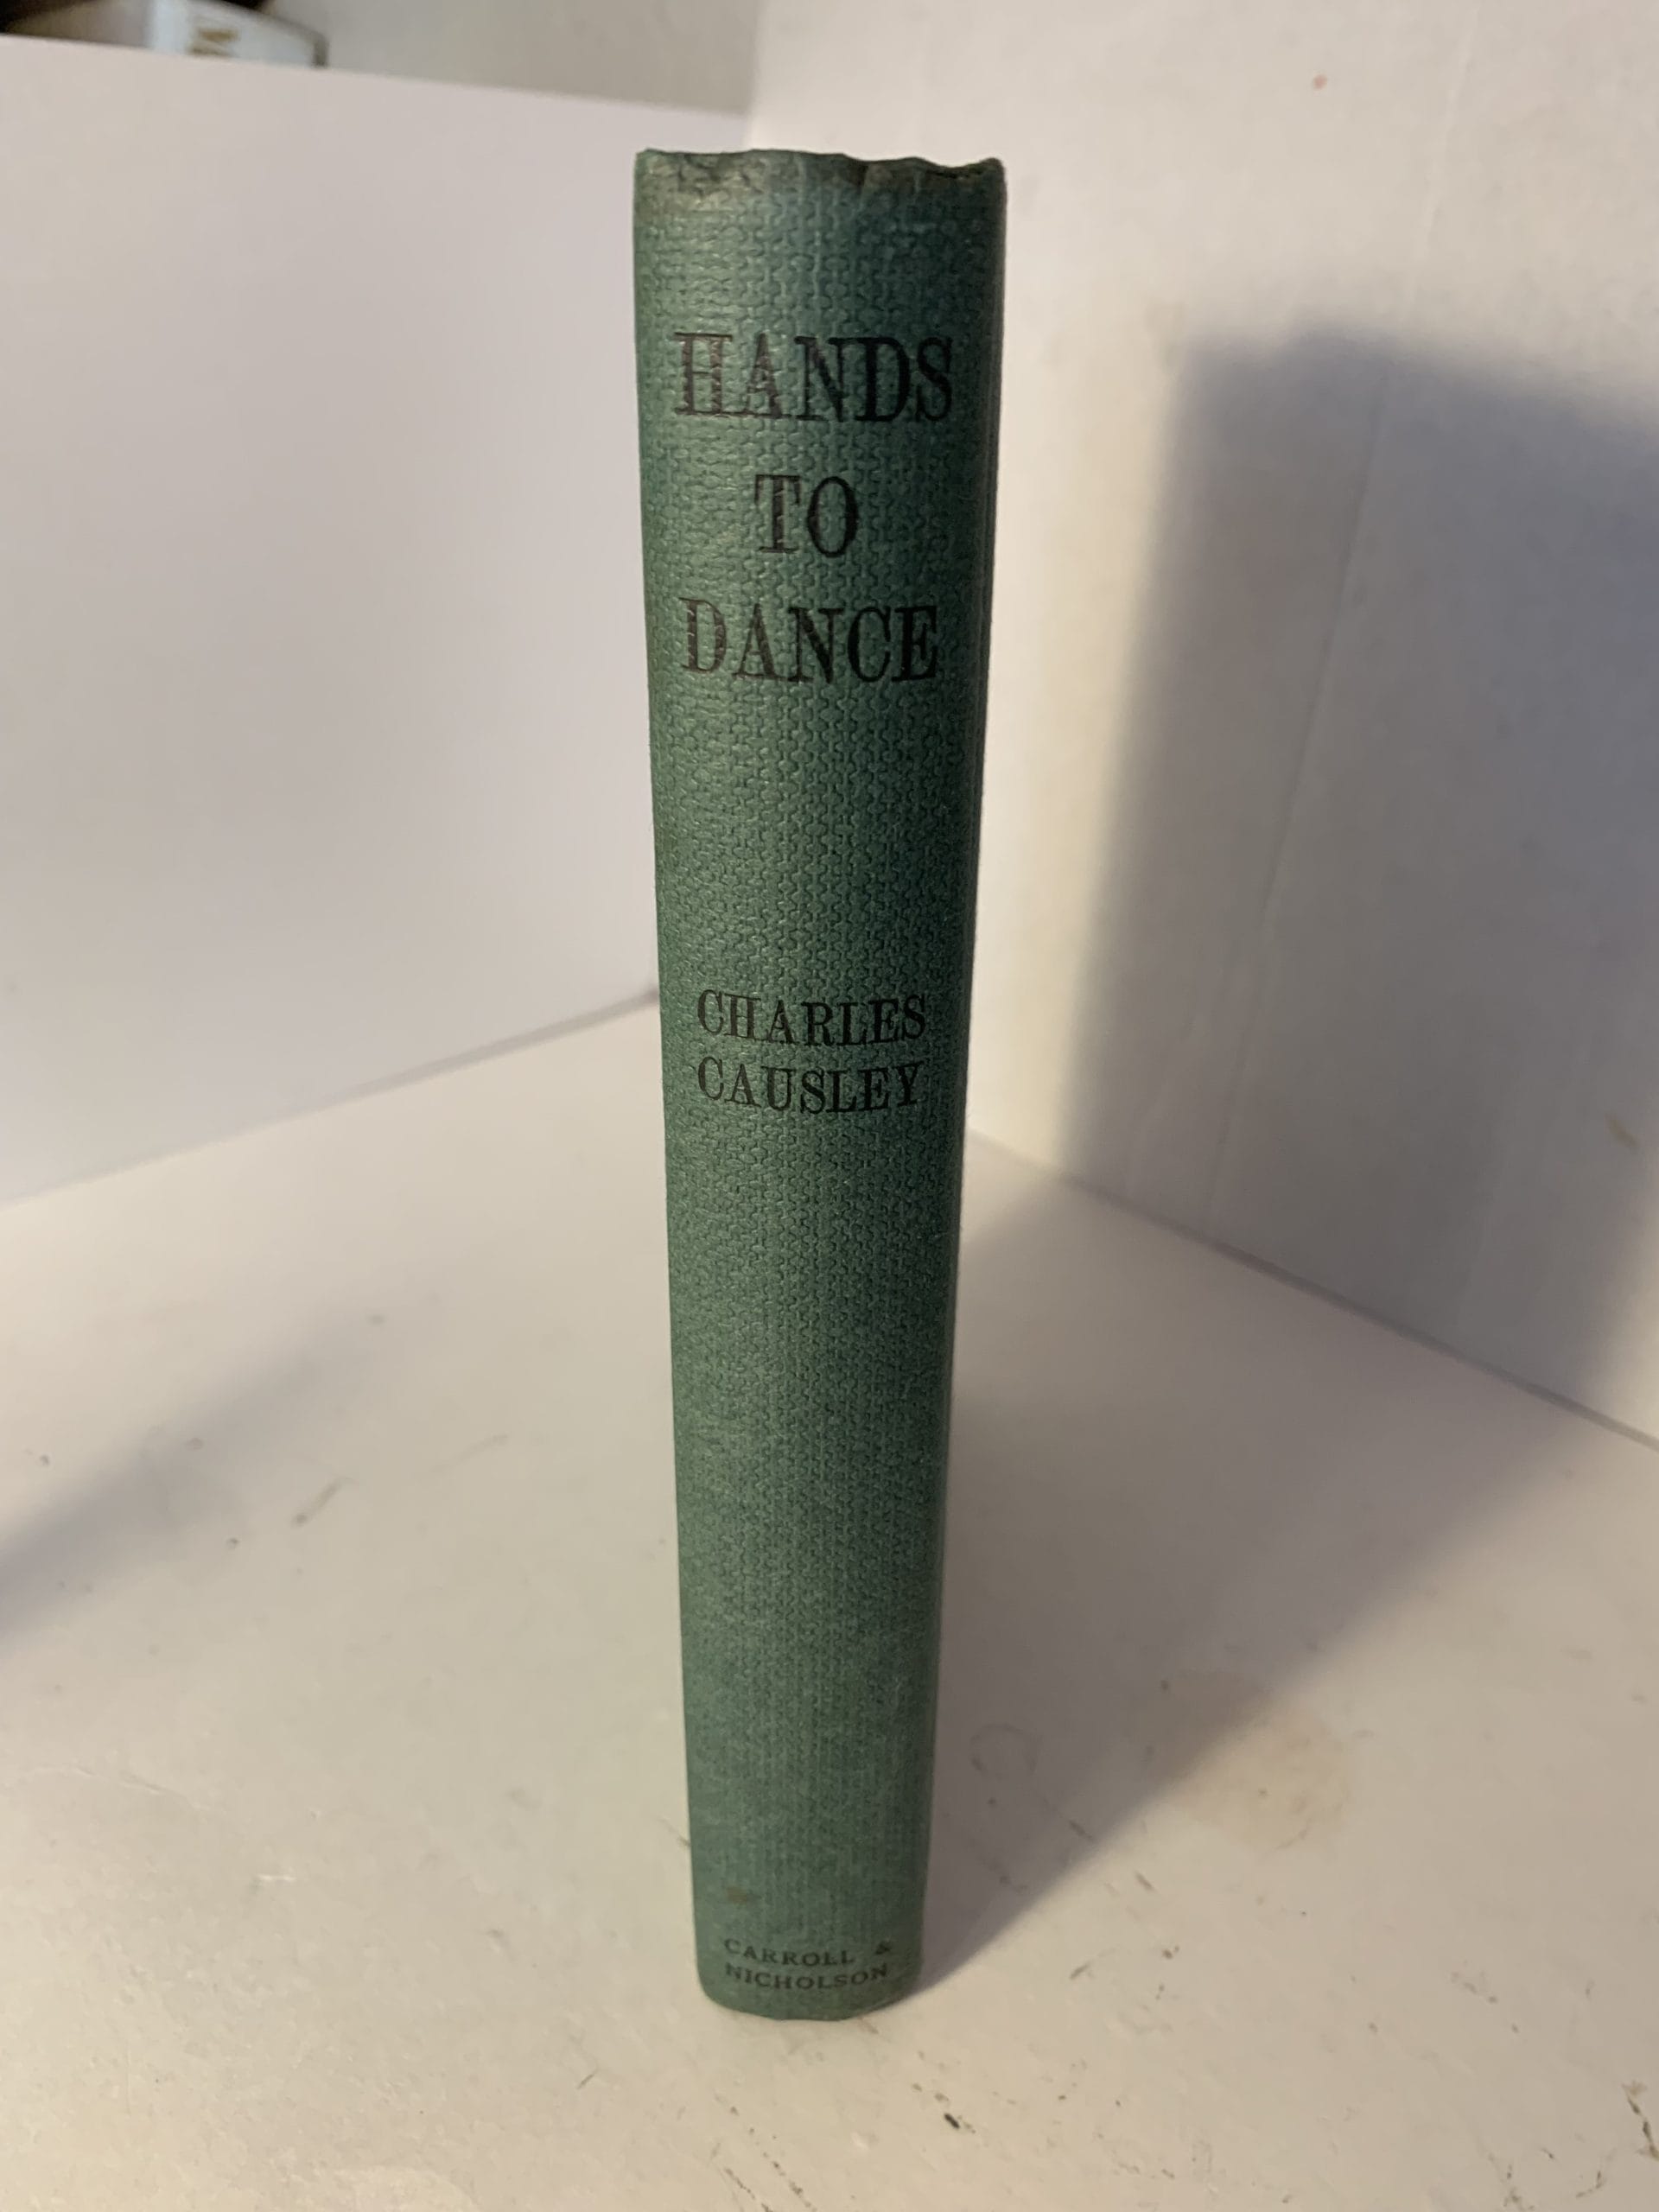 HANDS
TO
DANCE
CHARLES
CAUSLEY
CARROLL &
NICHOLSON